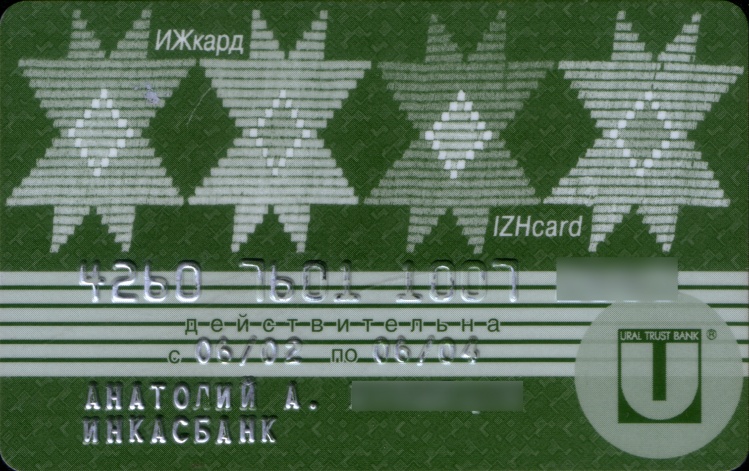 ИЖкард
IZHcard
4260 7601 1007
действительна
с 06/02 по 06/04
URAL TRUST BANK ®
АНАТОЛИЙ А.
ИНКАСБАНК